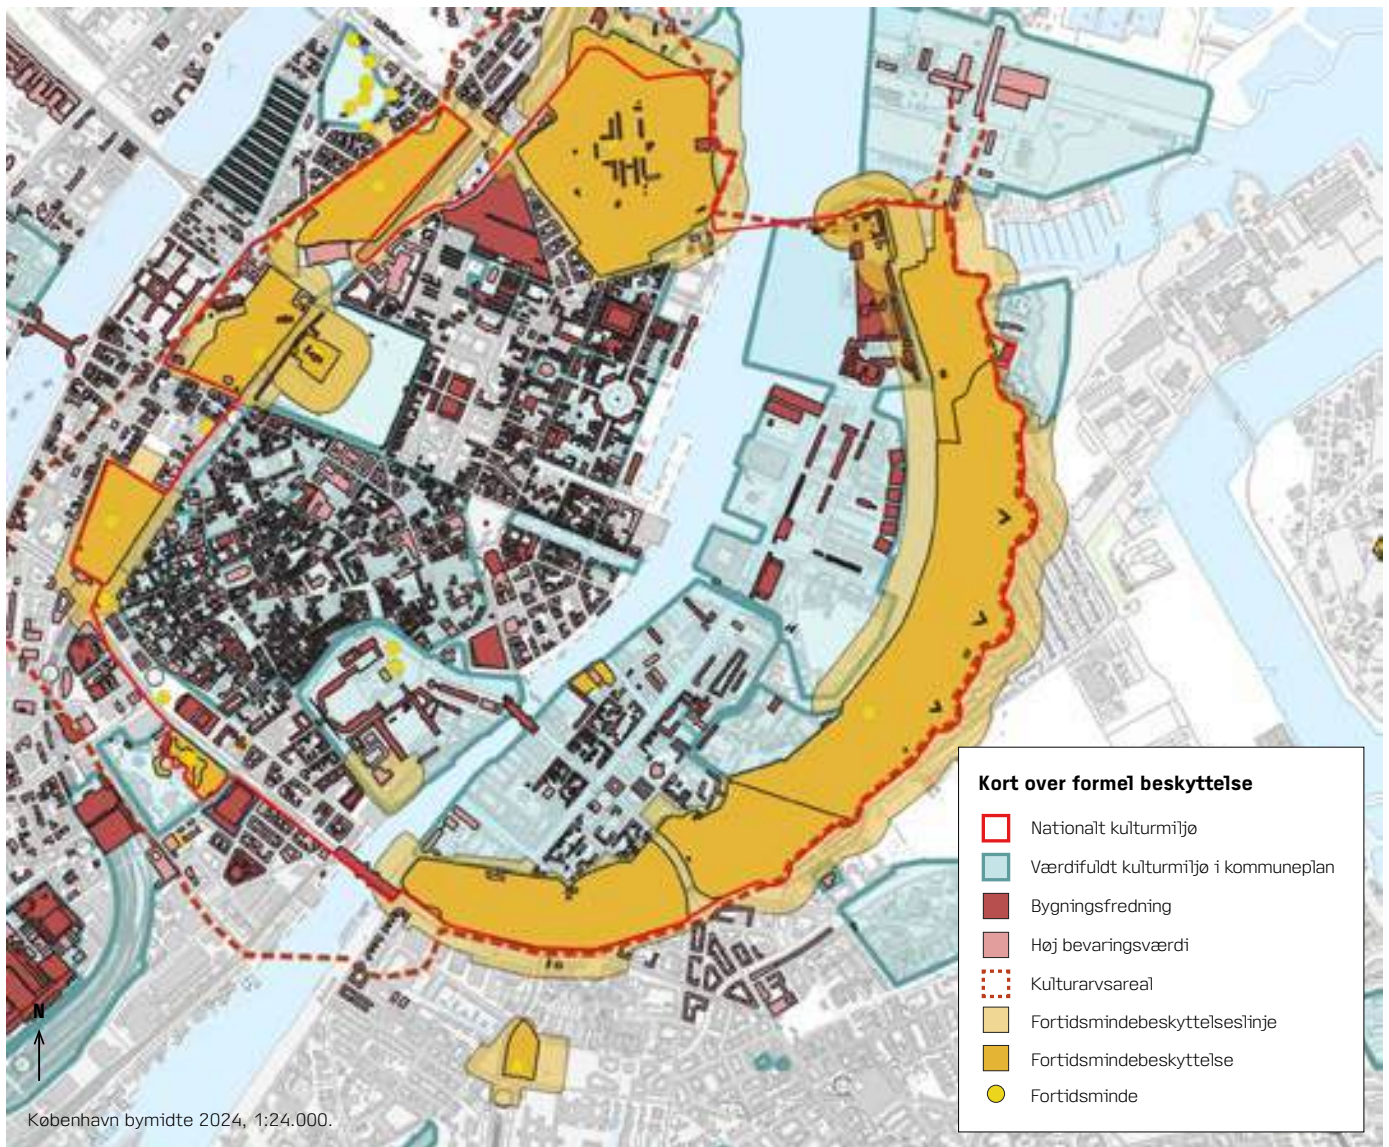 Kort over formel beskyttelse
Nationalt kulturmiljø
Værdifuldt kulturmiljø i kommuneplan
Bygningsfredning
Høj bevaringsværdi
Kulturarvsareal
Fortidsmindebeskyttelseslinje
Fortidsmindebeskyttelse
Fortidsminde
N
København bymidte 2024, 1:24.000.